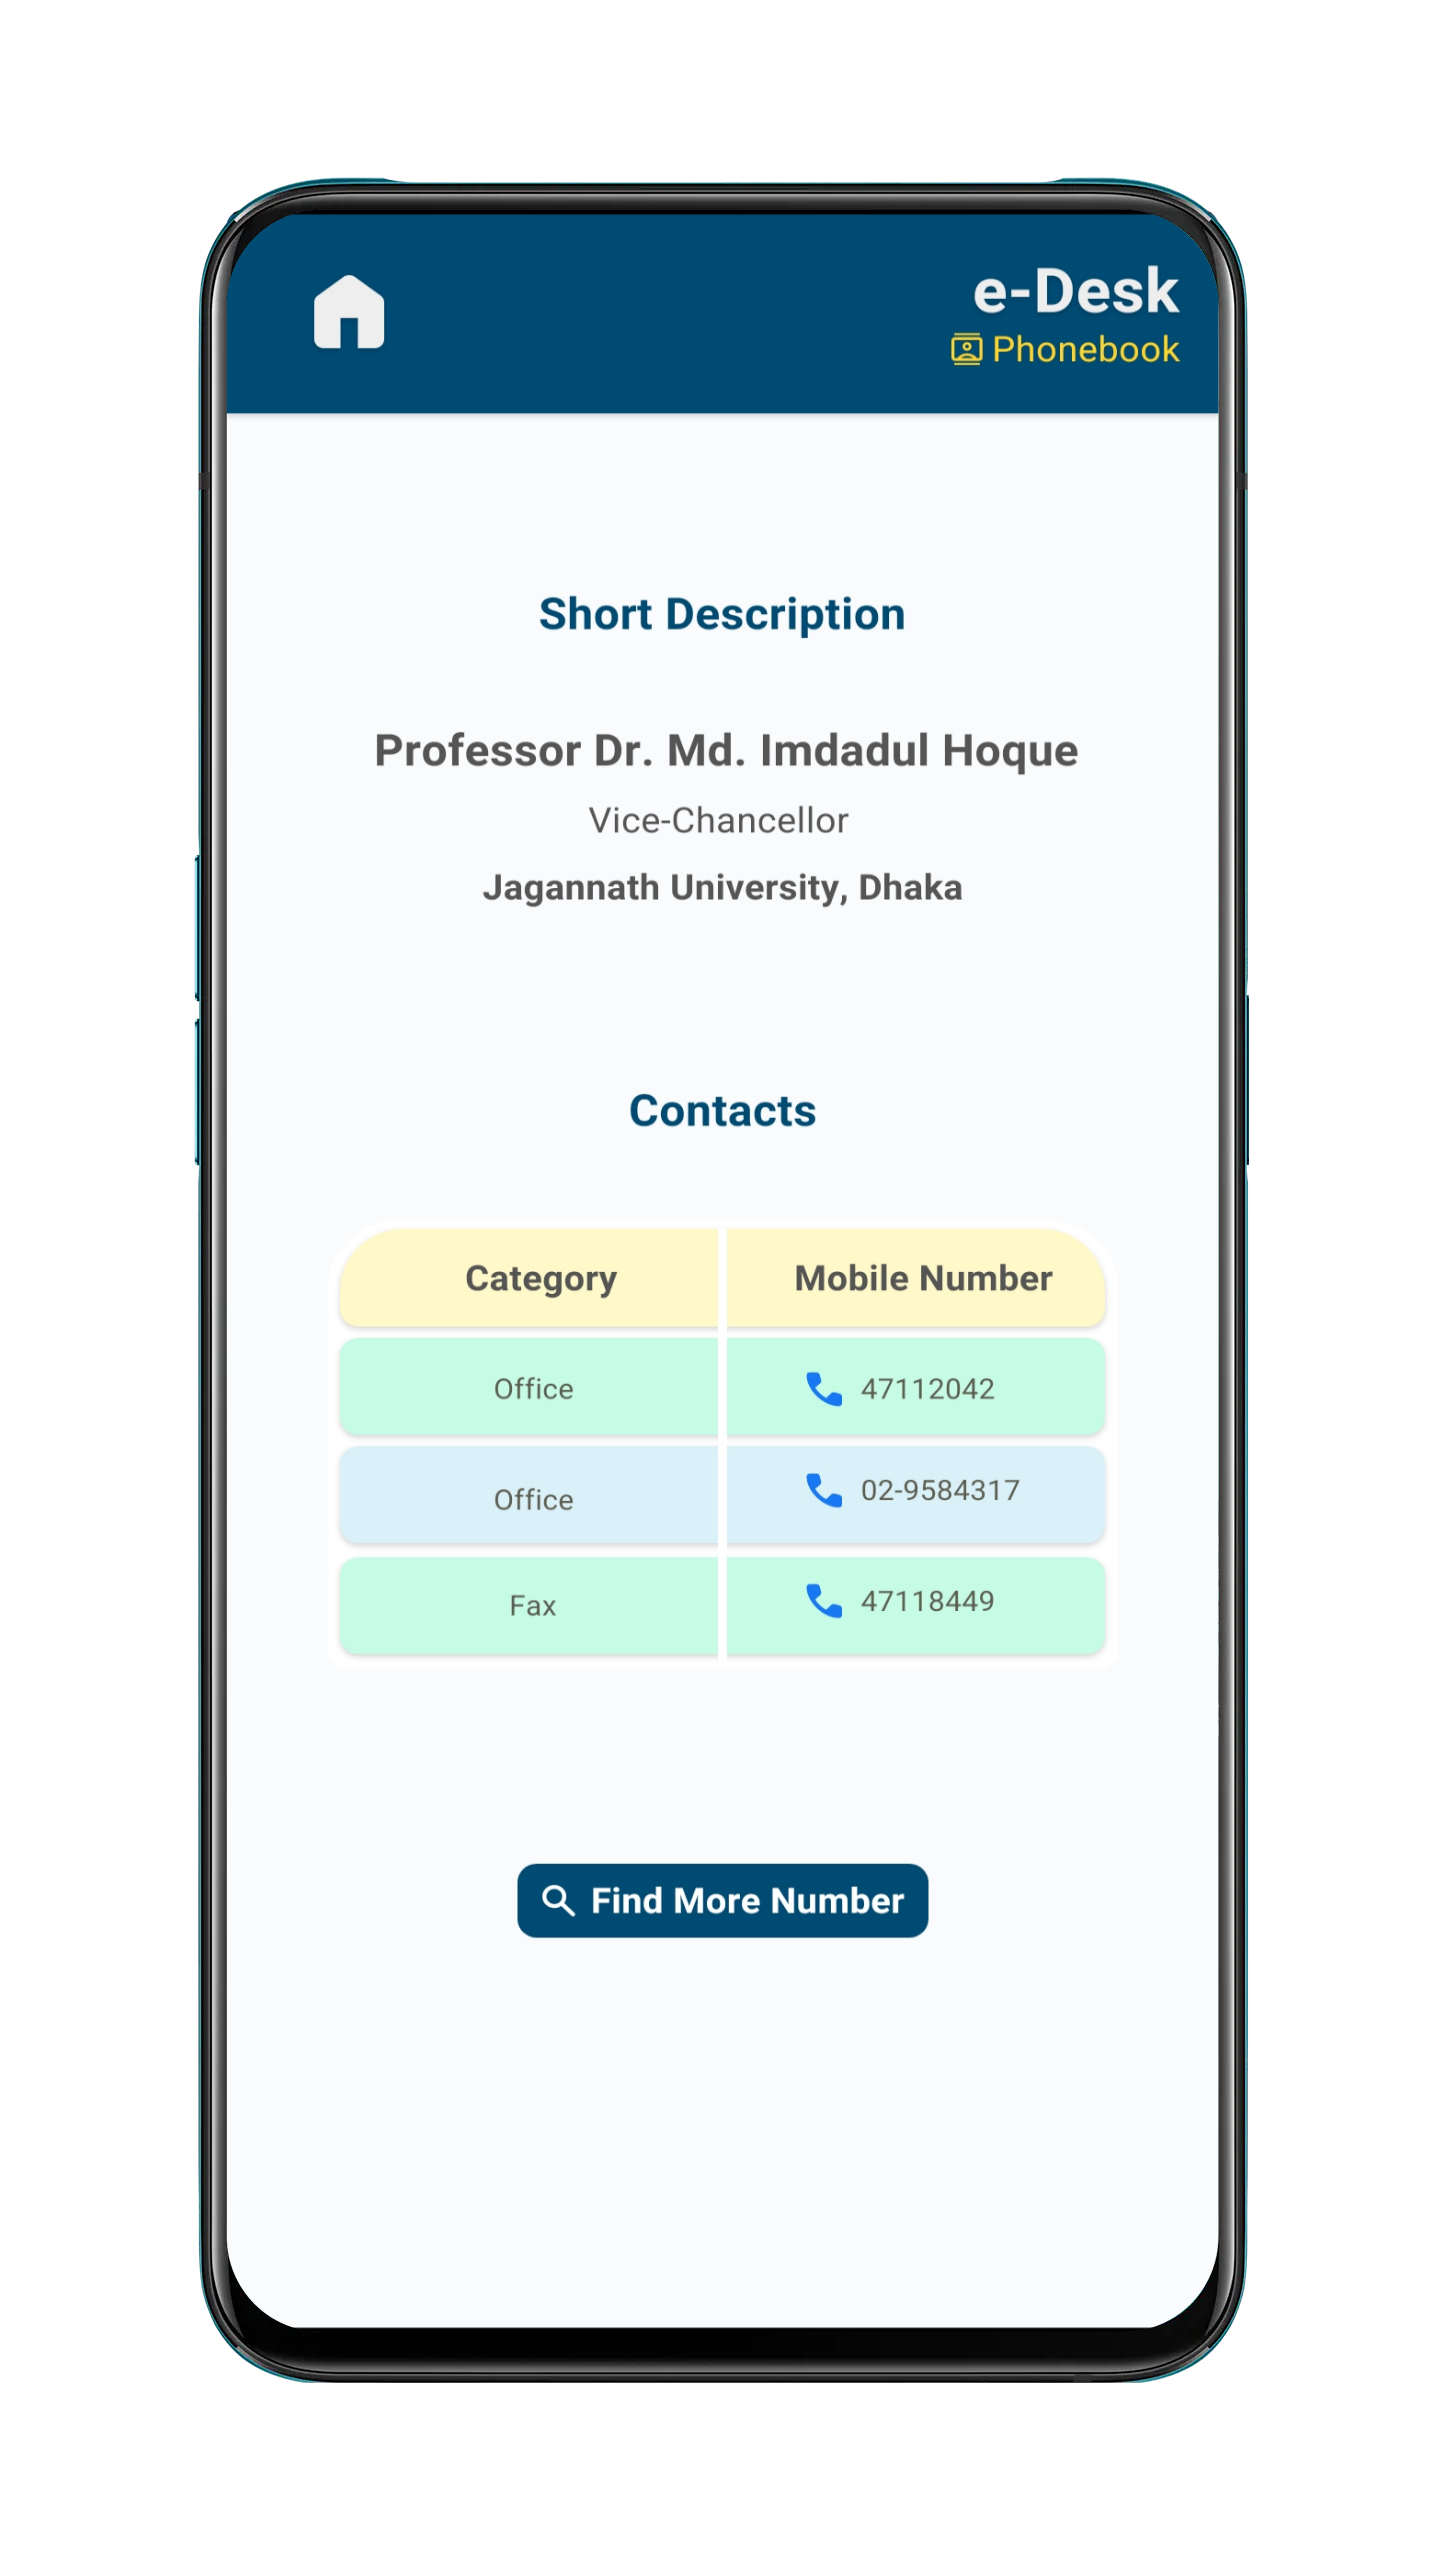 e-Desk
Phonebook
Short Description
Professor Dr. Md. Imdadul Hoque
Vice-Chancellor
Jagannath University, Dhaka
Contacts
Category Mobile Number
Office 47112042
Office 02-9584317
Fax 47118449
Find More Number